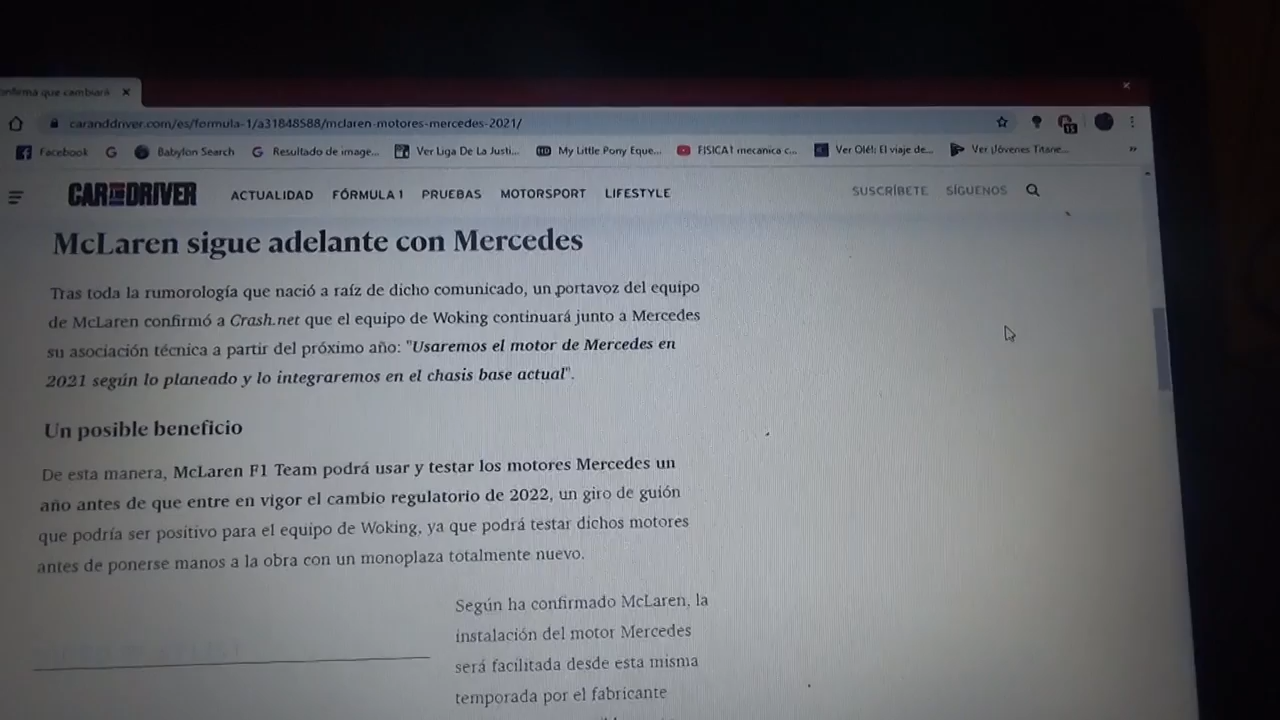 onfirma que cambiará
caranddriver.com/es/formula-1/a31848588/mclaren-motores-mercedes-2021/
Facebook Babylon Search Resultado de image... Ver Liga De La Justi... My Little Pony Eque... FISICA1 mecanica c... Ver Olé!: El viaje de... Ver ¡Jóvenes Titane...
CAR AND DRIVER ACTUALIDAD FÓRMULA 1 PRUEBAS MOTORSPORT LIFESTYLE SUSCRÍBETE SÍGUENOS
McLaren sigue adelante con Mercedes
Tras toda la rumorología que nació a raíz de dicho comunicado, un portavoz del equipo
de McLaren confirmó a Crash.net que el equipo de Woking continuará junto a Mercedes
su asociación técnica a partir del próximo año: "Usaremos el motor de Mercedes en
2021 según lo planeado y lo integraremos en el chasis base actual".
Un posible beneficio
De esta manera, McLaren F1 Team podrá usar y testar los motores Mercedes un
año antes de que entre en vigor el cambio regulatorio de 2022, un giro de guión
que podría ser positivo para el equipo de Woking, ya que podrá testar dichos motores
antes de ponerse manos a la obra con un monoplaza totalmente nuevo.
Según ha confirmado McLaren, la
instalación del motor Mercedes
será facilitada desde esta misma
temporada por el fabricante